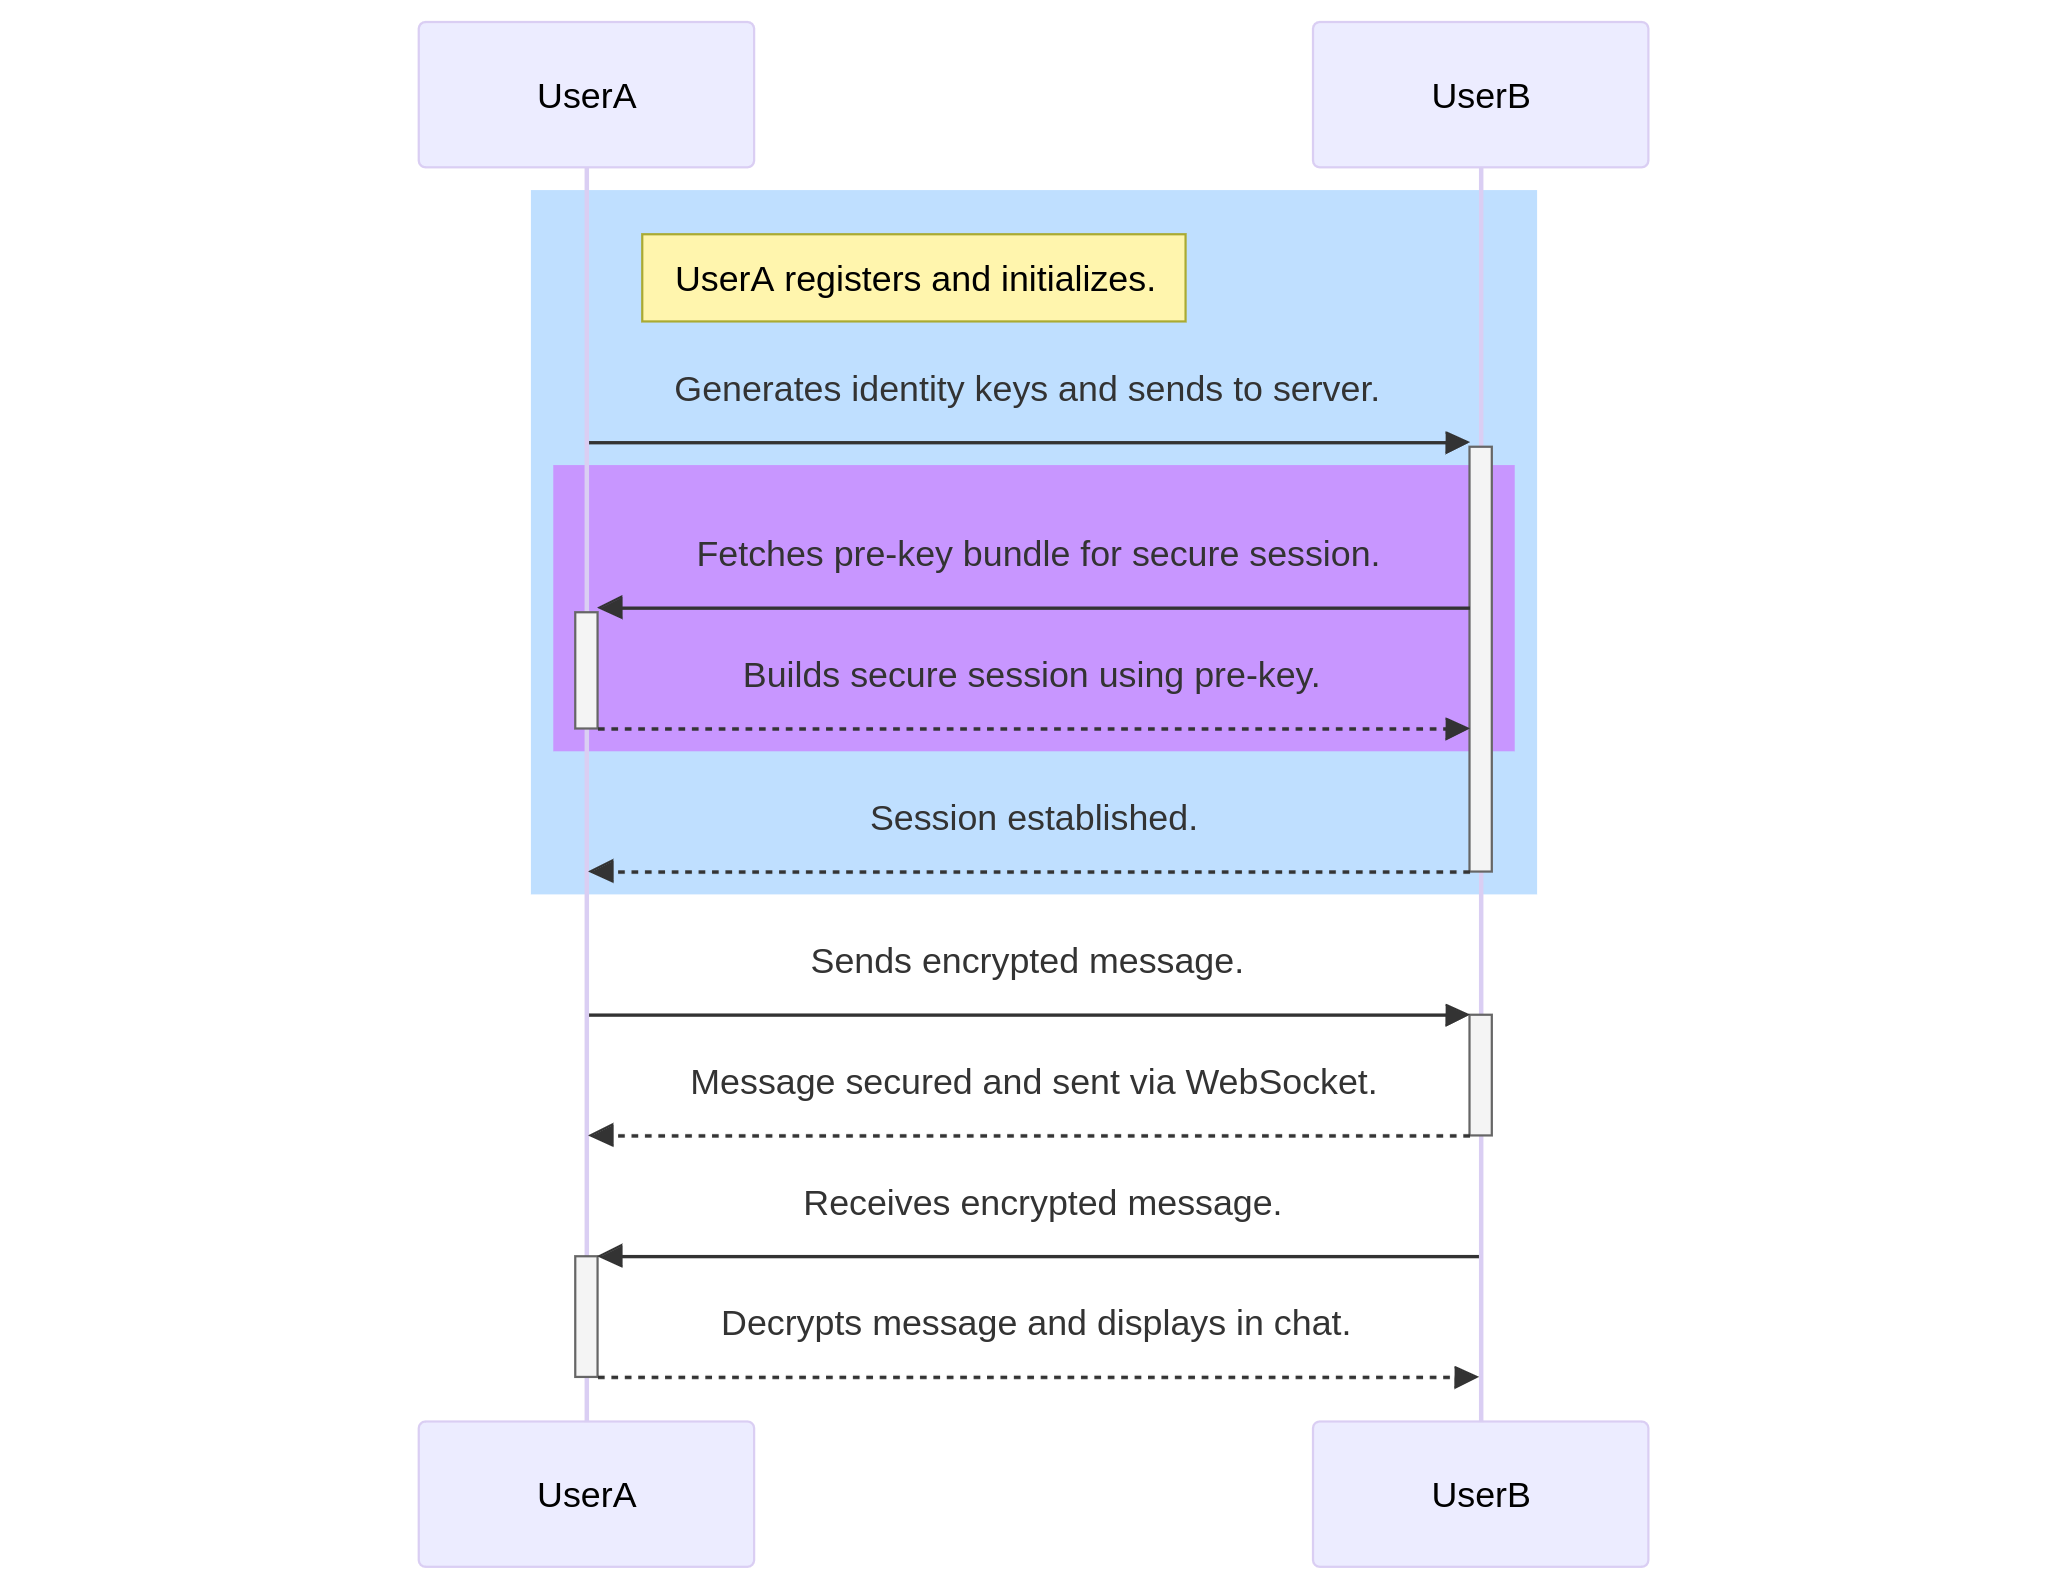 UserA
UserB
UserA registers and initializes.
Generates identity keys and sends to server.
Fetches pre-key bundle for secure session.
Builds secure session using pre-key.
Session established.
Sends encrypted message.
Message secured and sent via WebSocket.
Receives encrypted message.
Decrypts message and displays in chat.
UserA
UserB